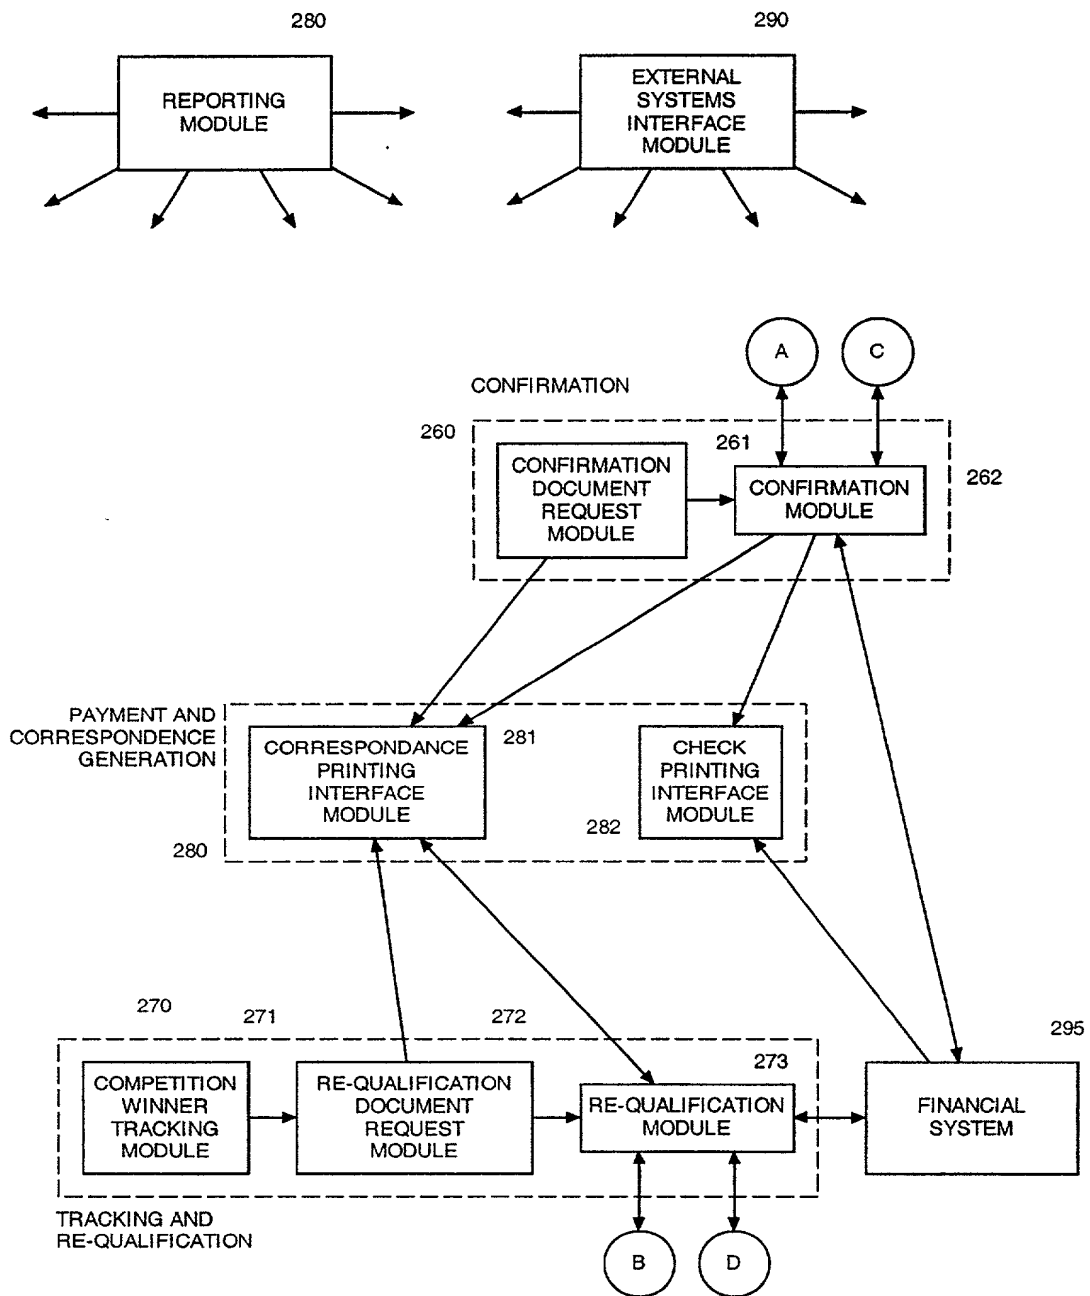 280
290
REPORTING
MODULE
EXTERNAL
SYSTEMS
INTERFACE
MODULE
A
C
CONFIRMATION
260
261
262
CONFIRMATION
DOCUMENT
REQUEST
MODULE
CONFIRMATION
MODULE
PAYMENT AND
CORRESPONDENCE
GENERATION
281
CORRESPONDANCE
PRINTING
INTERFACE
MODULE
CHECK
PRINTING
INTERFACE
MODULE
282
280
270
271
272
273
295
COMPETITION
WINNER
TRACKING
MODULE
RE-QUALIFICATION
DOCUMENT
REQUEST
MODULE
RE-QUALIFICATION
MODULE
FINANCIAL
SYSTEM
TRACKING AND
RE-QUALIFICATION
B
D